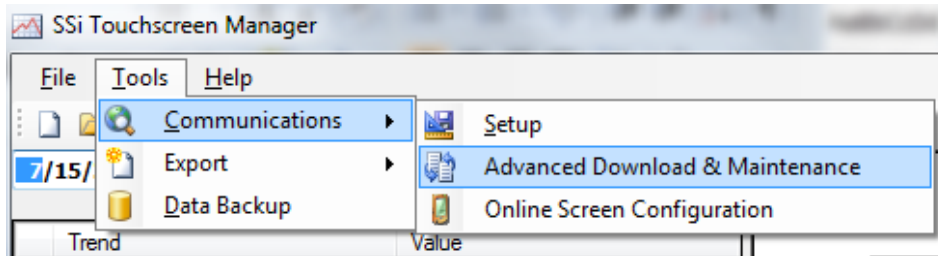 SSi Touchscreen Manager
File Tools Help
Communications Setup
7/15/ Export Advanced Download & Maintenance
Data Backup Online Screen Configuration
Trend Value